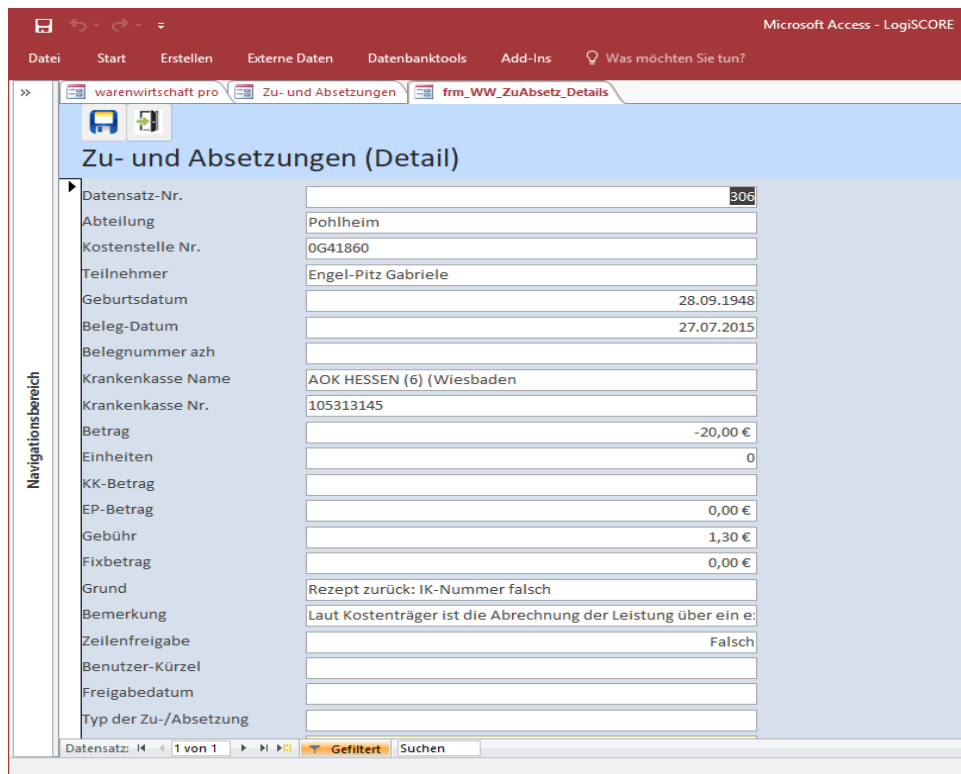 Microsoft Access - LogiSCORE
Datei Start Erstellen Externe Daten Datenbanktools Add-Ins Was möchten Sie tun?
» warenwirtschaft pro Zu- und Absetzungen frm_WW_ZuAbsetz_Details
Zu- und Absetzungen (Detail)
Navigationsbereich
Datensatz-Nr. 306
Abteilung Pohlheim
Kostenstelle Nr. 0G41860
Teilnehmer Engel-Pitz Gabriele
Geburtsdatum 28.09.1948
Beleg-Datum 27.07.2015
Belegnummer azh
Krankenkasse Name AOK HESSEN (6) (Wiesbaden
Krankenkasse Nr. 105313145
Betrag -20,00 €
Einheiten 0
KK-Betrag
EP-Betrag 0,00 €
Gebühr 1,30 €
Fixbetrag 0,00 €
Grund Rezept zurück: IK-Nummer falsch
Bemerkung Laut Kostenträger ist die Abrechnung der Leistung über ein
Zeilenfreigabe Falsch
Benutzer-Kürzel
Freigabedatum
Typ der Zu-/Absetzung
Datensatz: 1 von 1 Gefiltert Suchen